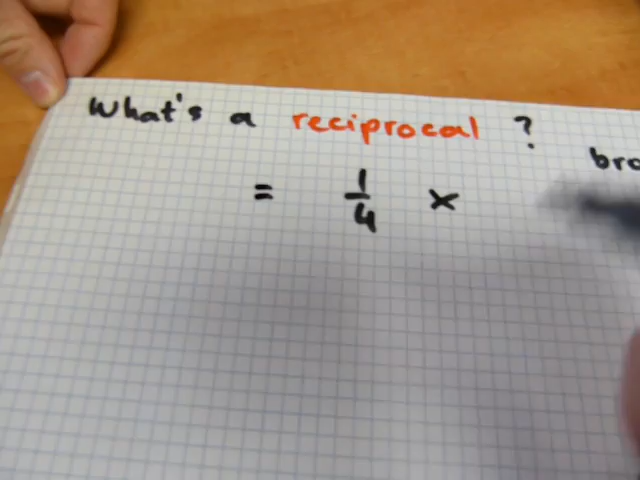 What's a reciprocal ?
= 1/4 ×